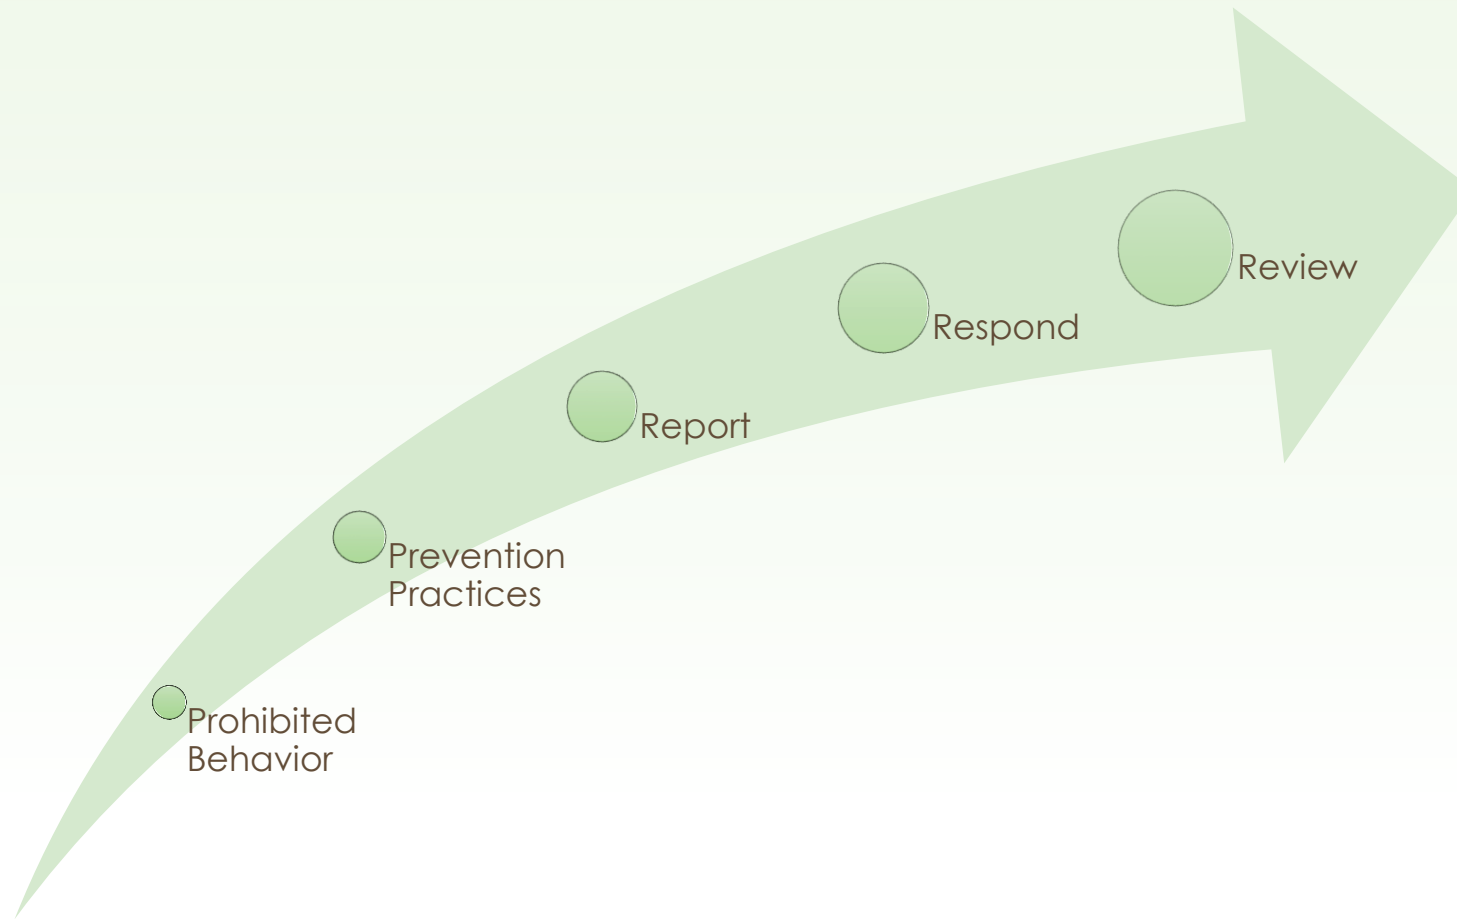 Prohibited
Behavior
Prevention
Practices
Report
Respond
Review